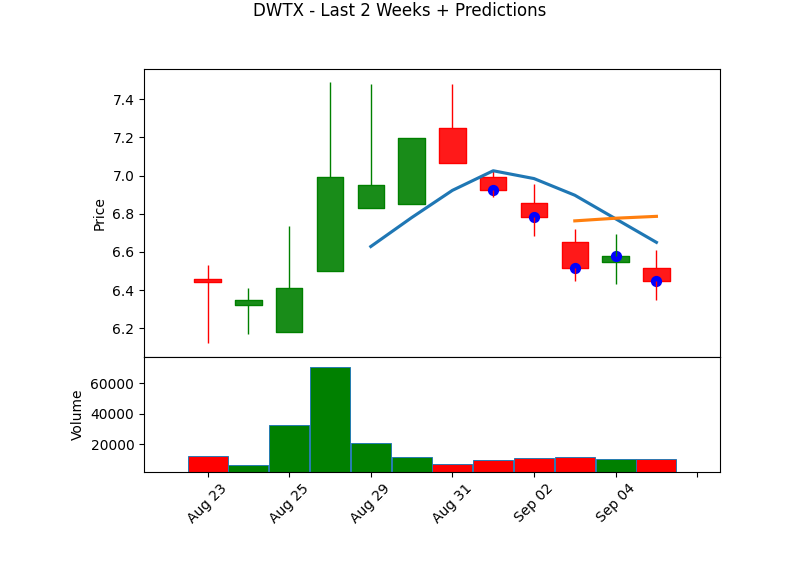 DWTX - Last 2 Weeks + Predictions
7.4
7.2
7.0
6.8
6.6
6.4
6.2
Price
60000
40000
20000
Volume
Aug 23
Aug 25
Aug 29
Aug 31
Sep 02
Sep 04